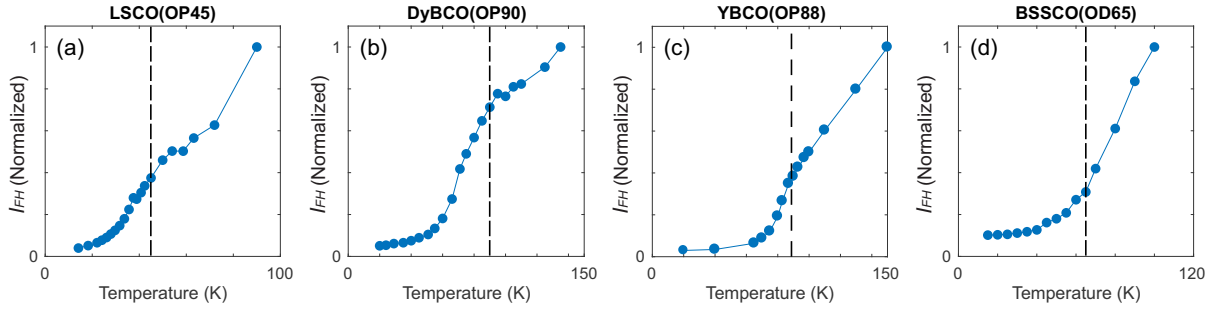 LSCO(OP45)
(a)
1
0
0
100
I_FH (Normalized)
Temperature (K)
DyBCO(OP90)
(b)
1
0
0
150
I_FH (Normalized)
Temperature (K)
YBCO(OP88)
(c)
1
0
0
150
I_FH (Normalized)
Temperature (K)
BSSCO(OD65)
(d)
1
0
0
120
I_FH (Normalized)
Temperature (K)